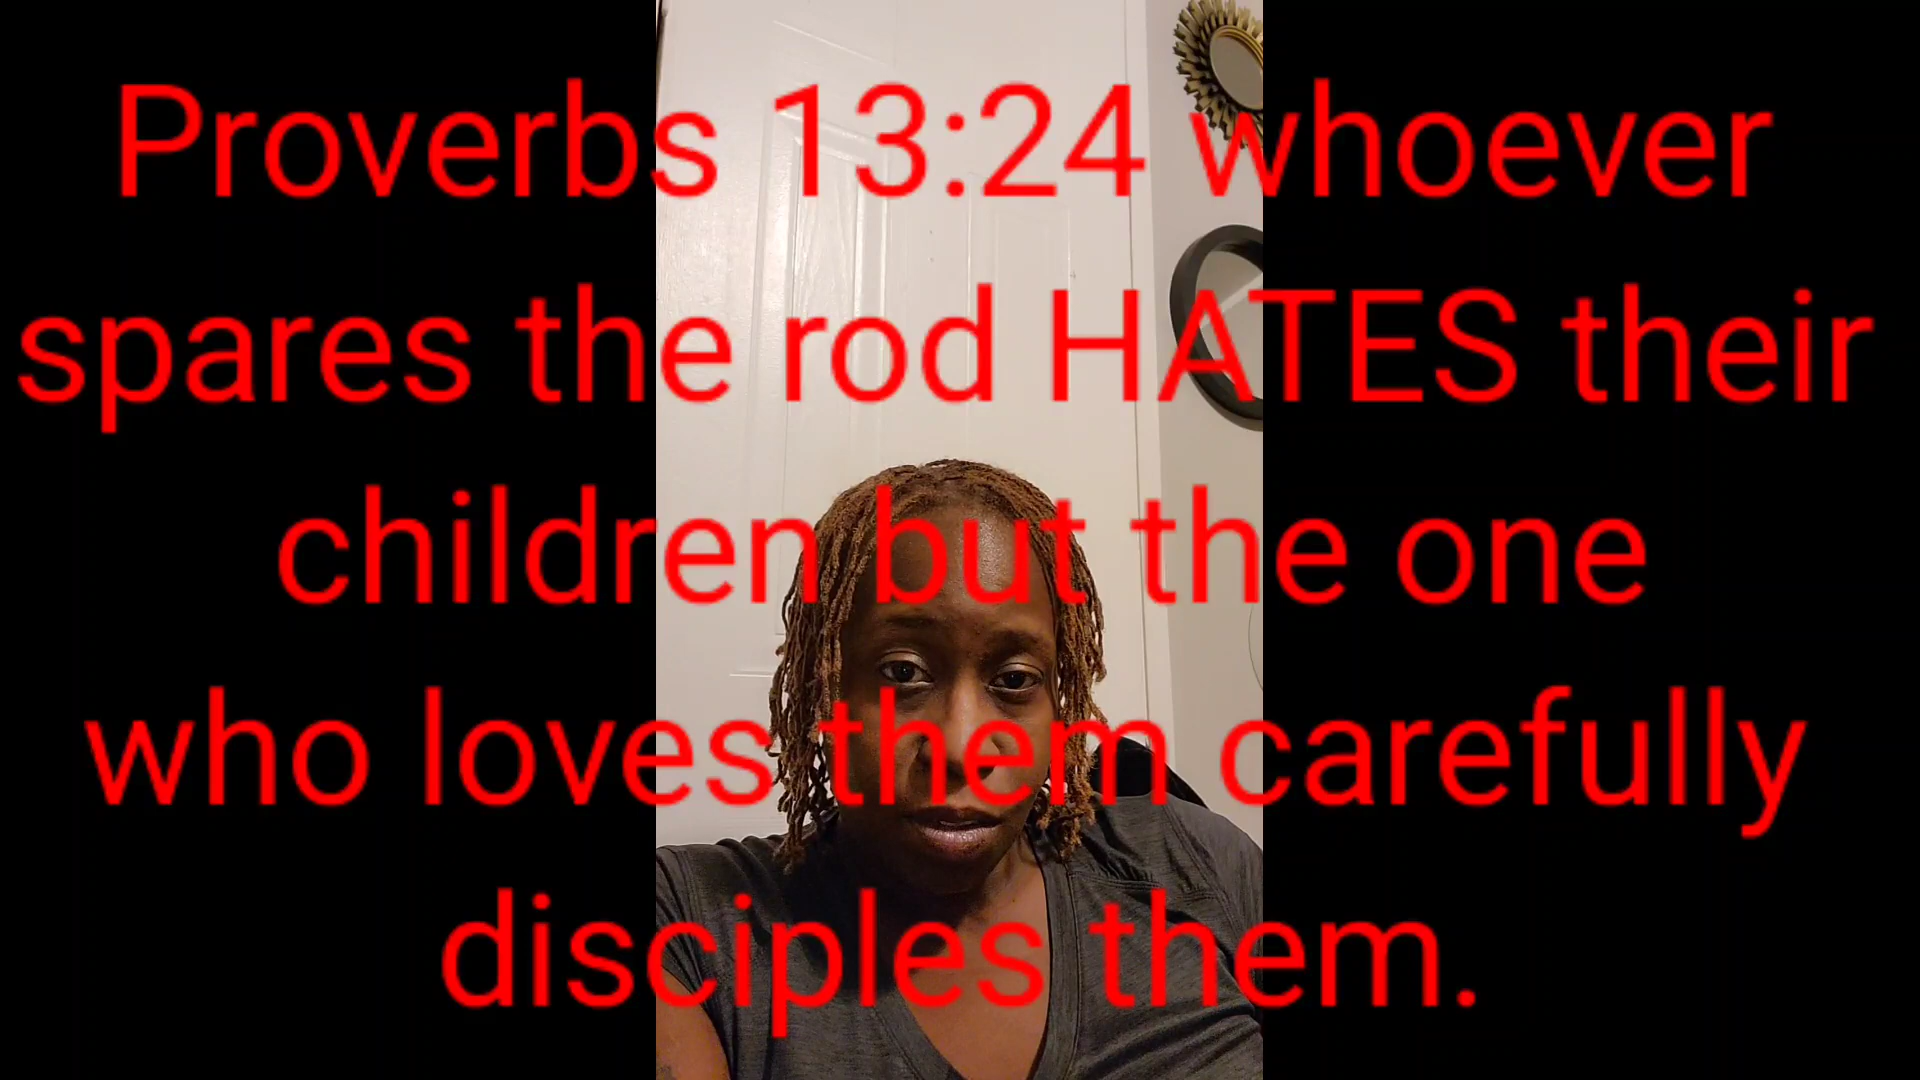 Proverbs 13:24 whoever
spares the rod HATES their
children but the one
who loves them carefully
disciples them.